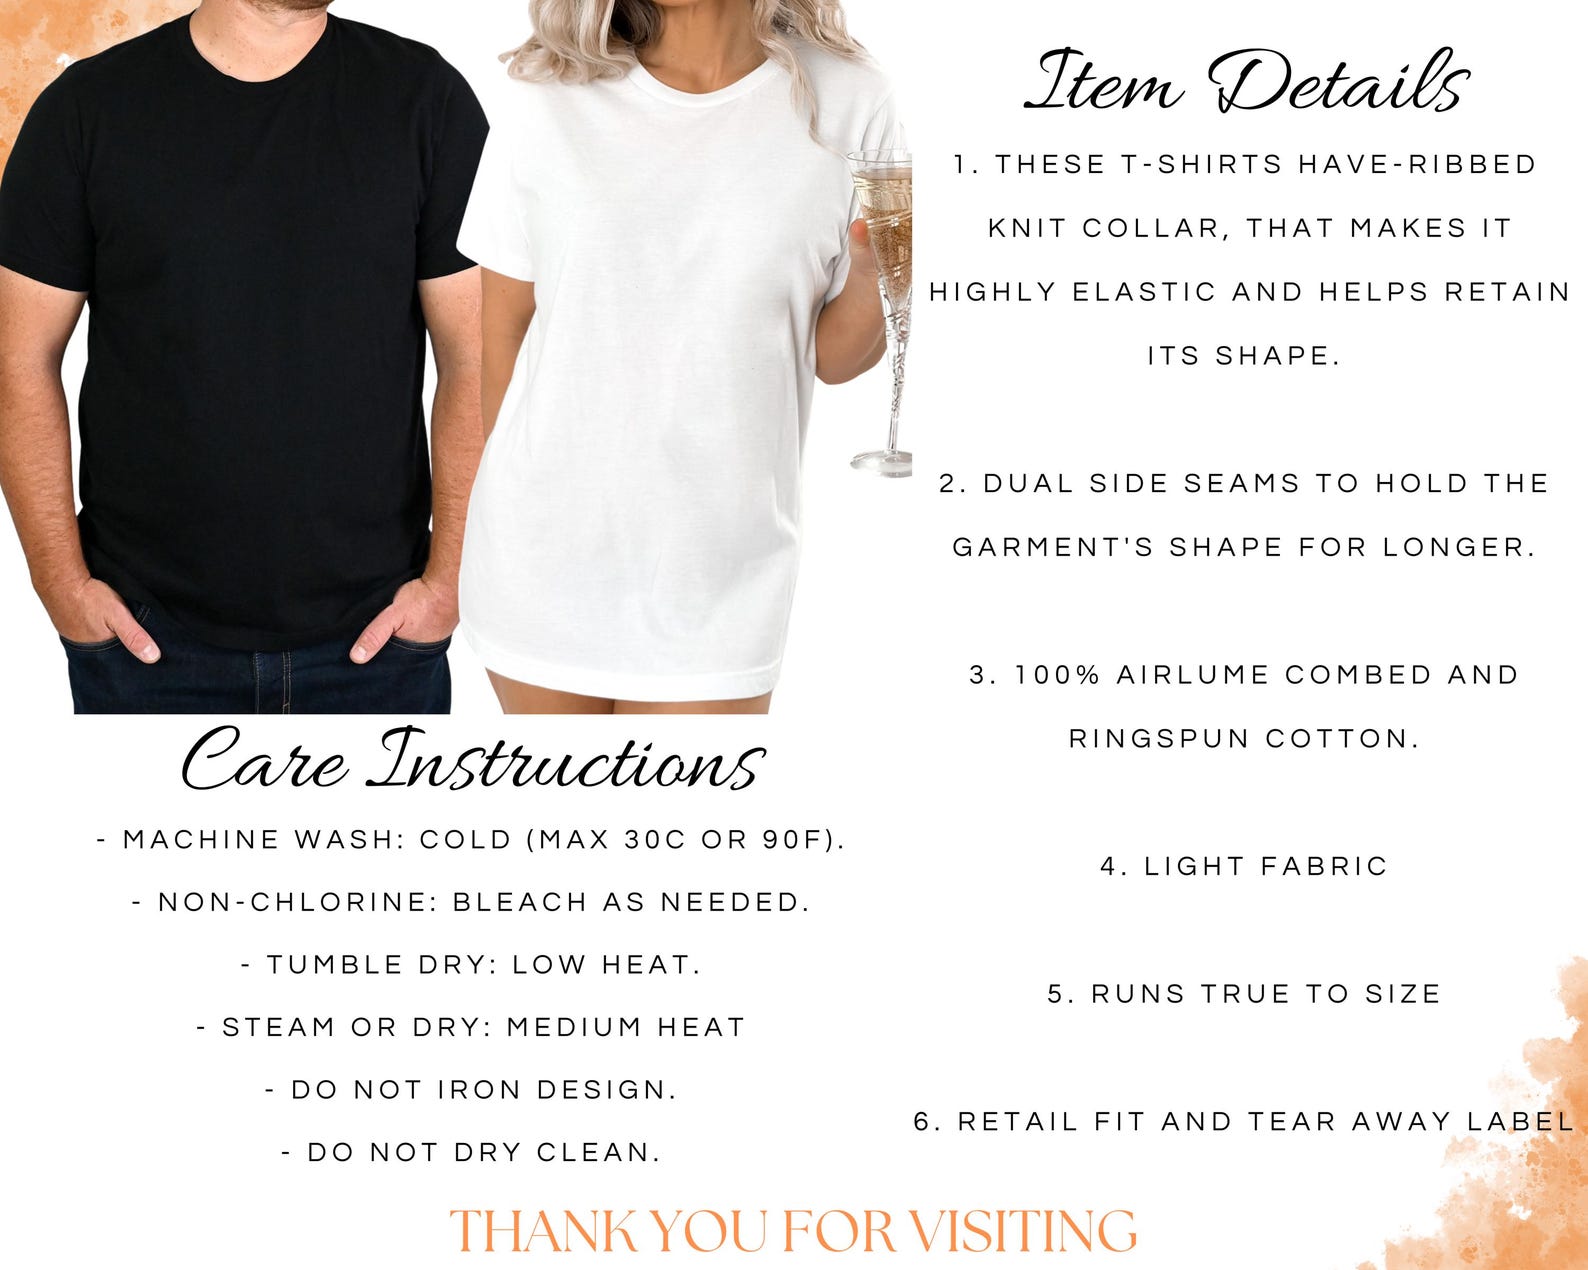 Item Details
1. THESE T-SHIRTS HAVE-RIBBED
KNIT COLLAR, THAT MAKES IT
HIGHLY ELASTIC AND HELPS RETAIN
ITS SHAPE.
2. DUAL SIDE SEAMS TO HOLD THE
GARMENT'S SHAPE FOR LONGER.
3. 100% AIRLUME COMBED AND
RINGSPUN COTTON.
4. LIGHT FABRIC
5. RUNS TRUE TO SIZE
6. RETAIL FIT AND TEAR AWAY LABEL
Care Instructions
- MACHINE WASH: COLD (MAX 30C OR 90F).
- NON-CHLORINE: BLEACH AS NEEDED.
- TUMBLE DRY: LOW HEAT.
- STEAM OR DRY: MEDIUM HEAT
- DO NOT IRON DESIGN.
- DO NOT DRY CLEAN.
THANK YOU FOR VISITING